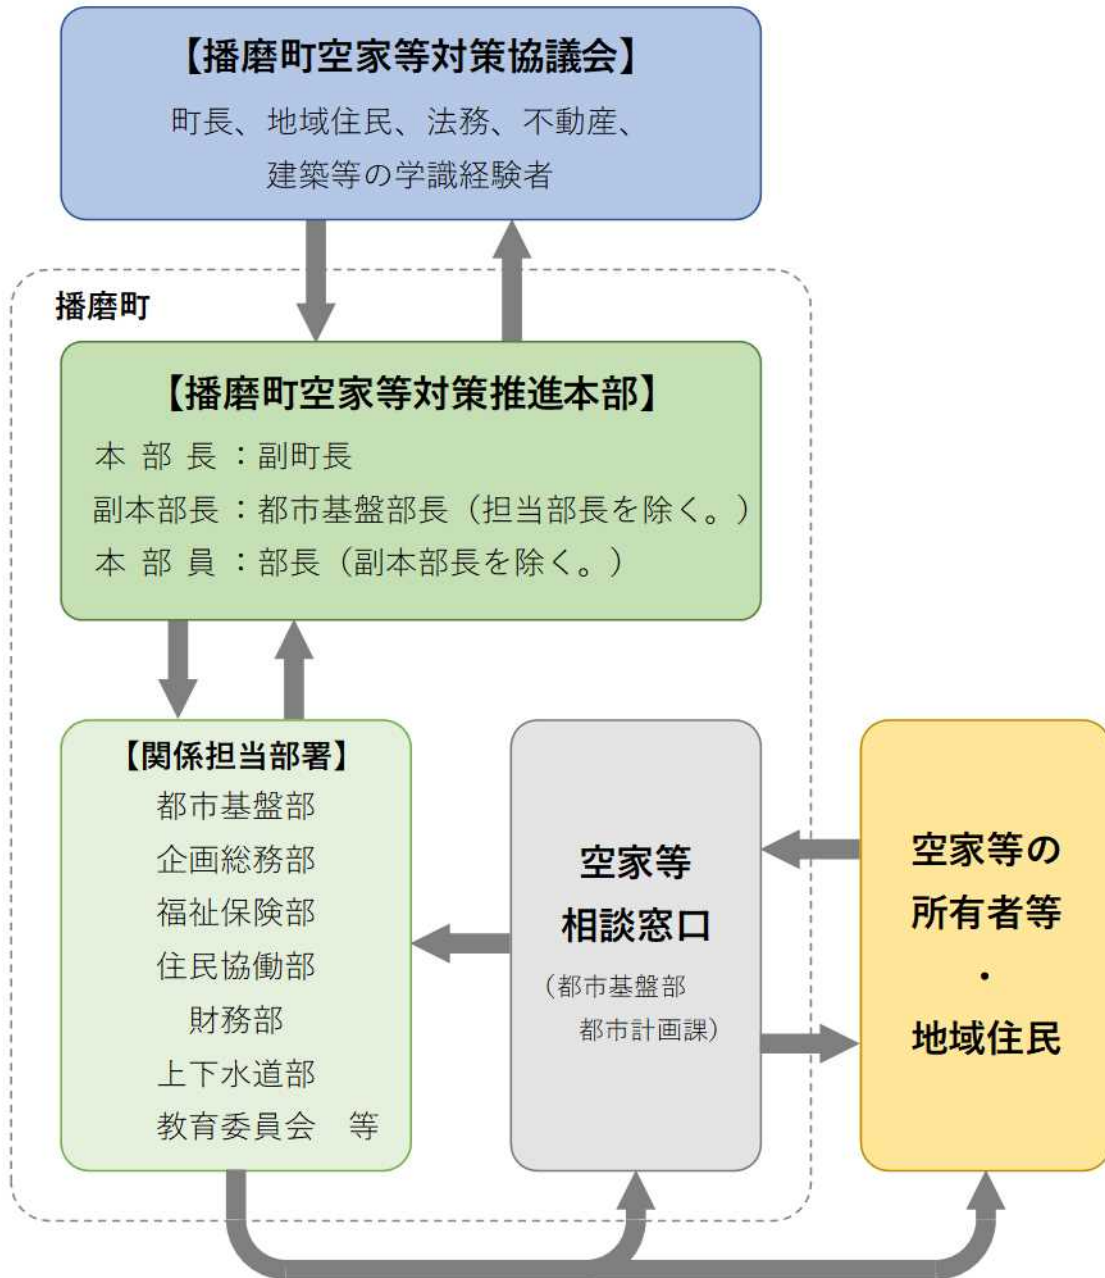 【播磨町空家等対策協議会】
町長、地域住民、法務、不動産、
建築等の学識経験者
播磨町
【播磨町空家等対策推進本部】
本 部 長 ：副町長
副本部長：都市基盤部長（担当部長を除く。）
本 部 員 ：部長（副本部長を除く。）
【関係担当部署】
都市基盤部
企画総務部
福祉保険部
住民協働部
財務部
上下水道部
教育委員会　等
空家等
相談窓口
（都市基盤部
都市計画課）
空家等の
所有者等
・
地域住民